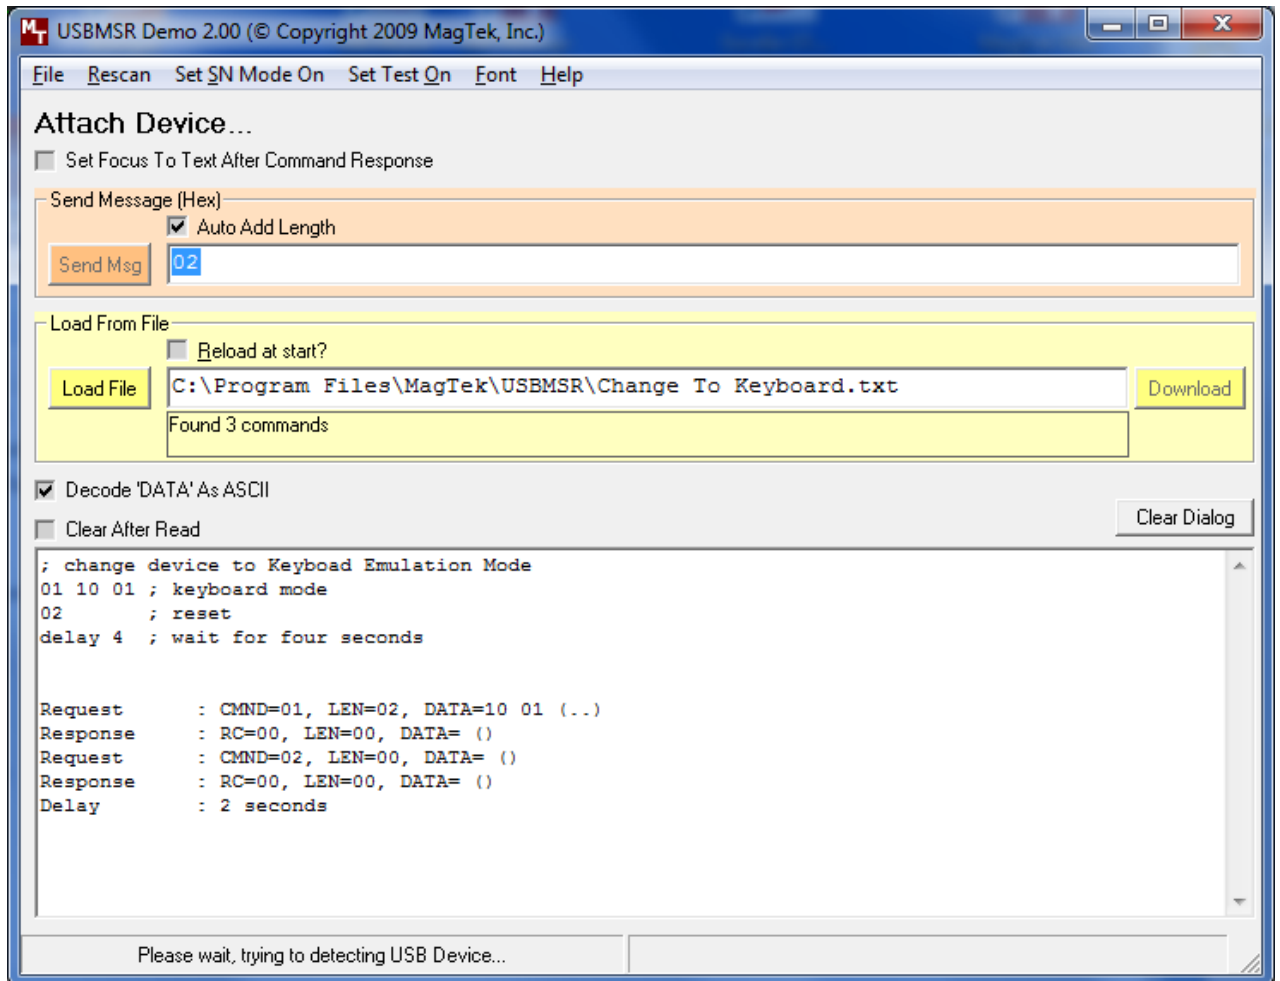 USBMSR Demo 2.00 (© Copyright 2009 MagTek, Inc.)
File Rescan Set SN Mode On Set Test On Font Help
Attach Device...
Set Focus To Text After Command Response
Send Message (Hex)
Auto Add Length
Send Msg 02
Load From File
Reload at start?
Load File C:\Program Files\MagTek\USBMSR\Change To Keyboard.txt Download
Found 3 commands
Decode 'DATA' As ASCII
Clear After Read Clear Dialog
; change device to Keyboad Emulation Mode
01 10 01 ; keyboard mode
02 ; reset
delay 4 ; wait for four seconds
Request : CMND=01, LEN=02, DATA=10 01 (..)
Response : RC=00, LEN=00, DATA= ()
Request : CMND=02, LEN=00, DATA= ()
Response : RC=00, LEN=00, DATA= ()
Delay : 2 seconds
Please wait, trying to detecting USB Device...